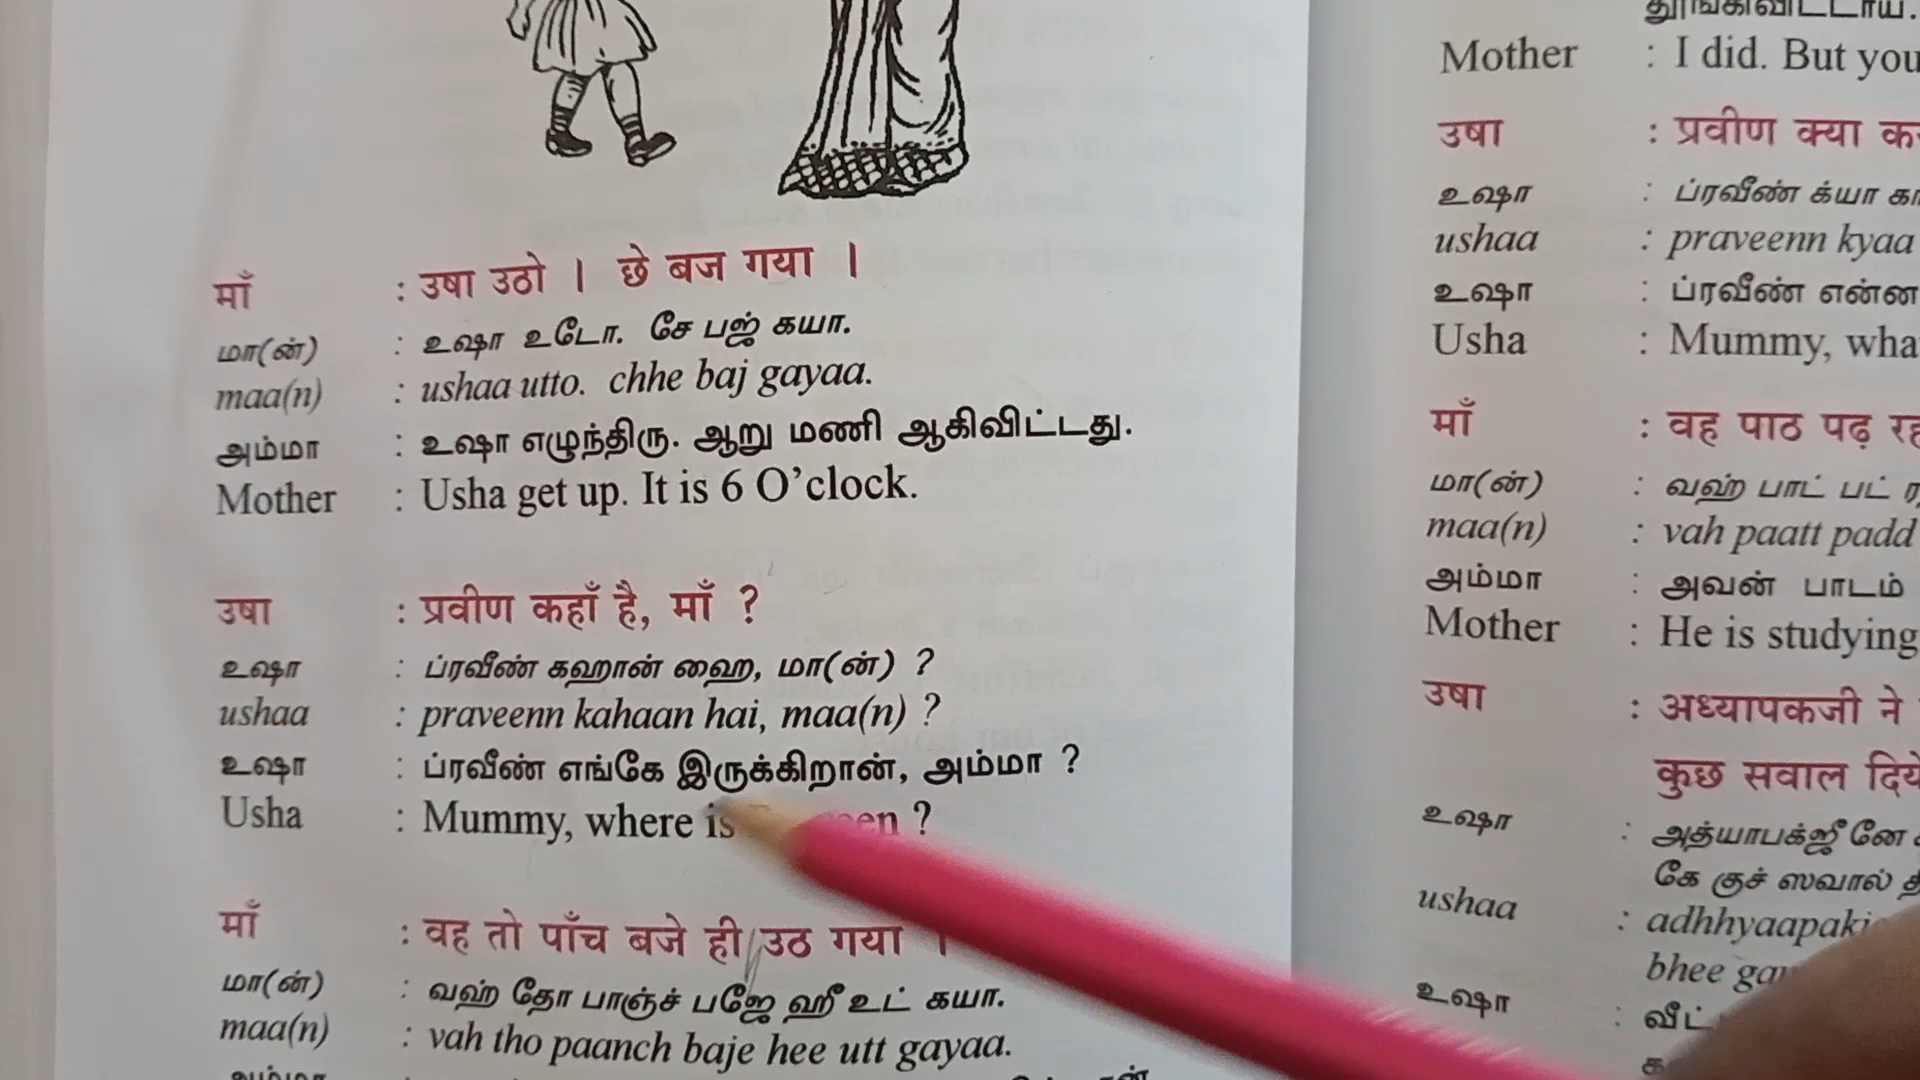 माँ : उषा उठो । छे बज गया ।
மா(ன்) : உஷா உடோ. சே பஜ் கயா.
maa(n) : ushaa utto. chhe baj gayaa.
அம்மா : உஷா எழுந்திரு. ஆறு மணி ஆகிவிட்டது.
Mother : Usha get up. It is 6 O’clock.
उषा : प्रवीण कहाँ है, माँ ?
உஷா : ப்ரவீண் கஹான் ஹை, மா(ன்) ?
ushaa : praveenn kahaan hai, maa(n) ?
உஷா : ப்ரவீண் எங்கே இருக்கிறான், அம்மா ?
Usha : Mummy, where is ?
माँ : वह तो पाँच बजे ही उठ गया ।
மா(ன்) : வஹ் தோ பாஞ்ச் பஜே ஹீ உட் கயா.
maa(n) : vah tho paanch baje hee utt gayaa.
Mother : I did. But you
उषा : प्रवीण क्या
உஷா : ப்ரவீண் க்யா
ushaa : praveenn kyaa
உஷா : ப்ரவீண் என்ன
Usha : Mummy,
माँ : वह पाठ पढ़
மா(ன்) : வஹ் பாட் பட்
maa(n) : vah paatt padd
அம்மா : அவன் பாடம்
Mother : He is studying
उषा : अध्यापकजी ने
कुछ सवाल
உஷா : அத்யாபக்ஜீ னே
கே குச் ஸவால்
ushaa :
bhee
உஷா :